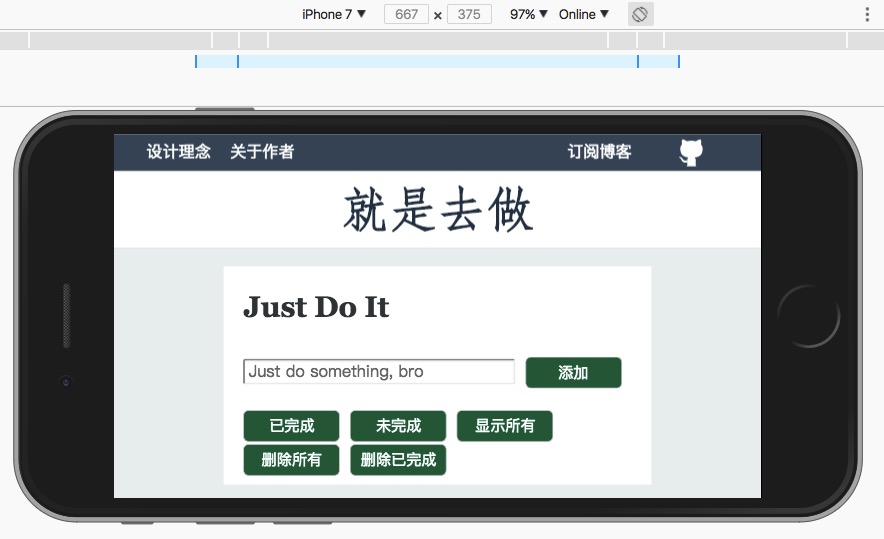 iPhone 7 ▼ 667 × 375 97% ▼ Online ▼
设计理念 关于作者 订阅博客
就是去做
Just Do It
Just do something, bro 添加
已完成 未完成 显示所有
删除所有 删除已完成